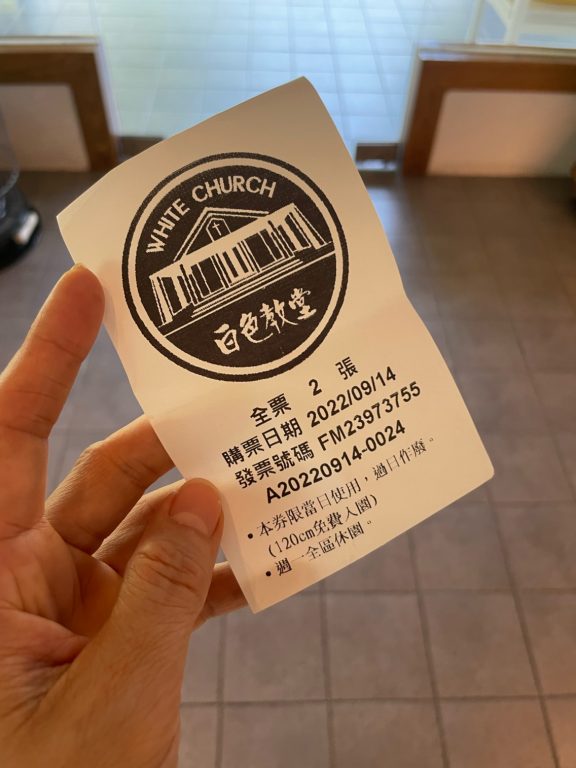 WHITE CHURCH
白色教堂
全票 2 張
購票日期 2022/09/14
發票號碼 FM23973755
A20220914-0024
• 本券限當日使用，過日作廢。
(120cm免費入園)
• 週一全區休園。